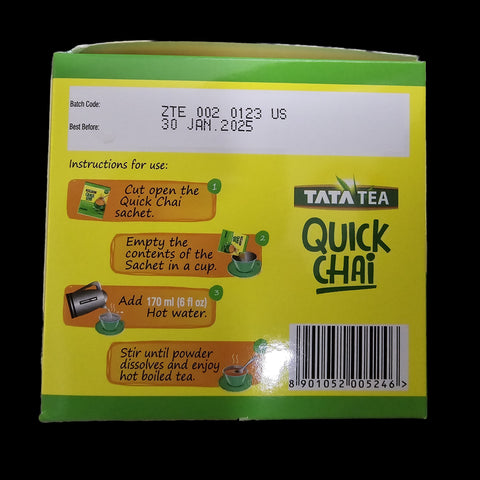 Batch Code:
ZTE 002 0123 US
Best Before:
30 JAN.2025
Instructions for use:
1
Cut open the
Quick Chai
sachet.
Empty the
contents of the
Sachet in a cup.
2
3
Add 170 ml (6 fl oz)
Hot water.
Stir until powder
dissolves and enjoy
hot boiled tea.
TATA TEA
QUICK
CHAI
8 901052 005246 >